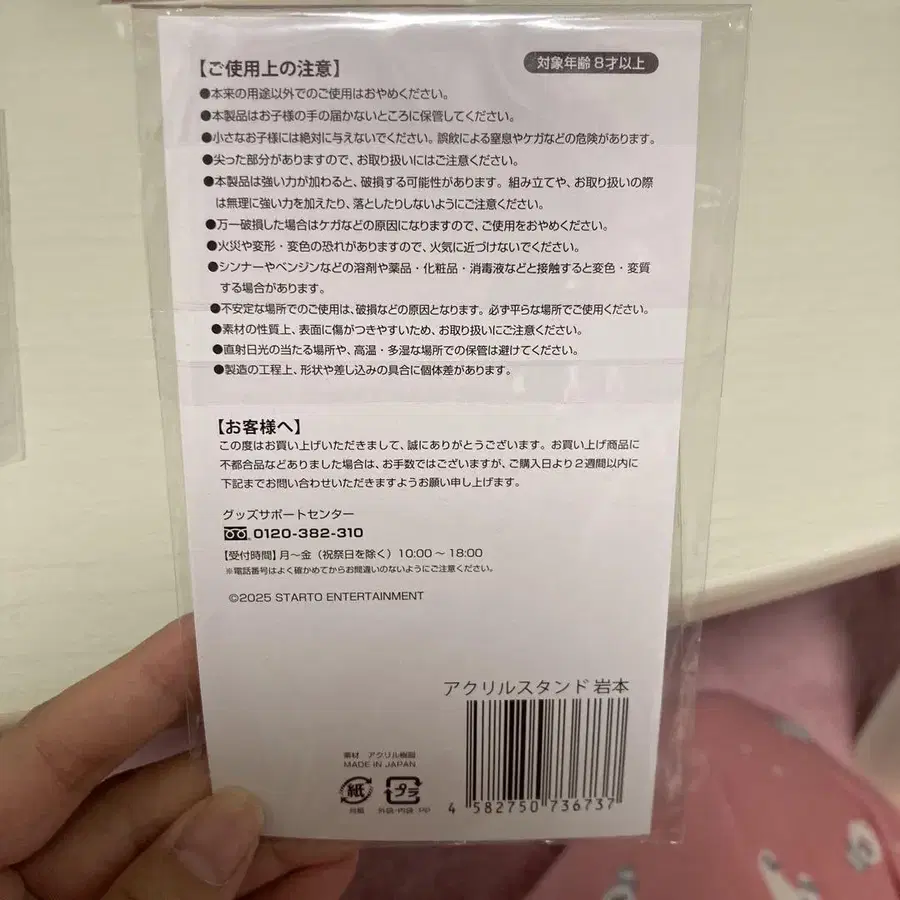 【ご使用上の注意】
対象年齢8才以上
●本来の用途以外でのご使用はおやめください。
●本製品はお子様の手の届かないところに保管してください。
●小さなお子様には絶対に与えないでください。誤飲による窒息やケガなどの危険があります。
●尖った部分がありますので、お取り扱いにはご注意ください。
●本製品は強い力が加わると、破損する可能性があります。組み立てや、お取り扱いの際
は無理に強い力を加えたり、落としたりしないようにご注意ください。
●万一破損した場合はケガなどの原因になりますので、ご使用をおやめください。
●火災や変形・変色の恐れがありますので、火気に近づけないでください。
●シンナーやベンジンなどの溶剤や薬品・化粧品・消毒液などと接触すると変色・変質
する場合があります。
●不安定な場所でのご使用は、破損などの原因となります。必ず平らな場所でご使用ください。
●素材の性質上、表面に傷がつきやすいため、お取り扱いにご注意ください。
●直射日光の当たる場所や、高温・多湿な場所での保管は避けてください。
●製造の工程上、形状や差し込みの具合に個体差があります。
【お客様へ】
この度はお買い上げいただきまして、誠にありがとうございます。お買い上げ商品に
不都合品などありました場合は、お手数ではございますが、ご購入日より2週間以内に
下記までお問い合わせいただきますようお願い申し上げます。
グッズサポートセンター
0120-382-310
【受付時間】月～金（祝祭日を除く）10:00～18:00
※電話番号はよく確かめてからお間違いのないようにご注意ください。
©2025 STARTO ENTERTAINMENT
アクリルスタンド 岩本
素材 アクリル樹脂
MADE IN JAPAN
紙 プラ
台紙 外袋・内袋：PP
4 582750 736737